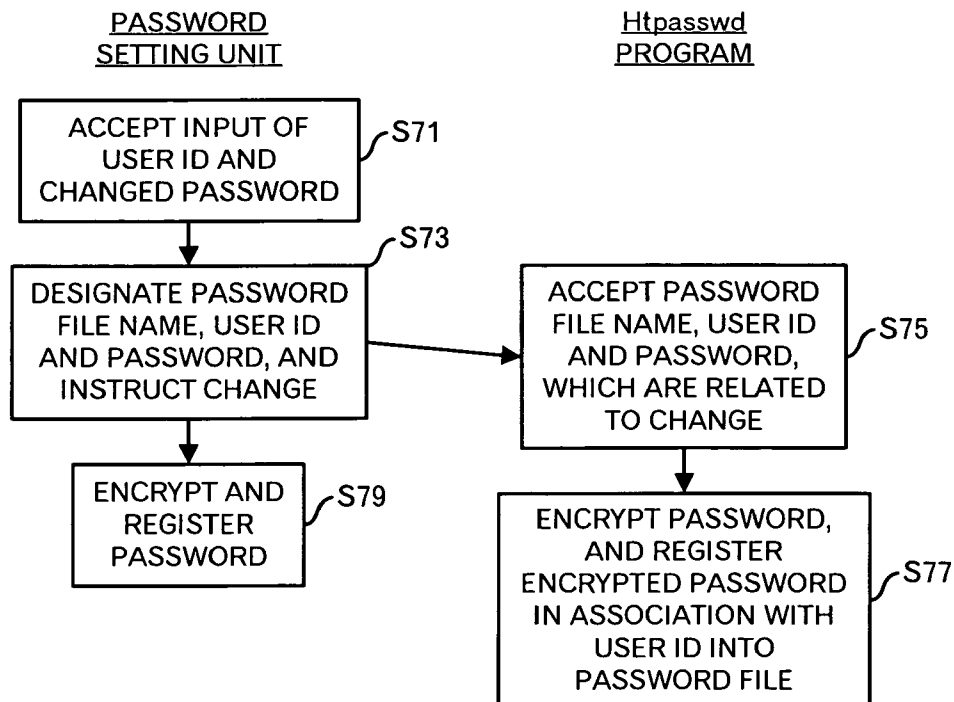 PASSWORD
SETTING UNIT
Htpasswd
PROGRAM
ACCEPT INPUT OF
USER ID AND
CHANGED PASSWORD
S71
DESIGNATE PASSWORD
FILE NAME, USER ID
AND PASSWORD, AND
INSTRUCT CHANGE
S73
ACCEPT PASSWORD
FILE NAME, USER ID
AND PASSWORD,
WHICH ARE RELATED
TO CHANGE
S75
ENCRYPT AND
REGISTER
PASSWORD
S79
ENCRYPT PASSWORD,
AND REGISTER
ENCRYPTED PASSWORD
IN ASSOCIATION WITH
USER ID INTO
PASSWORD FILE
S77